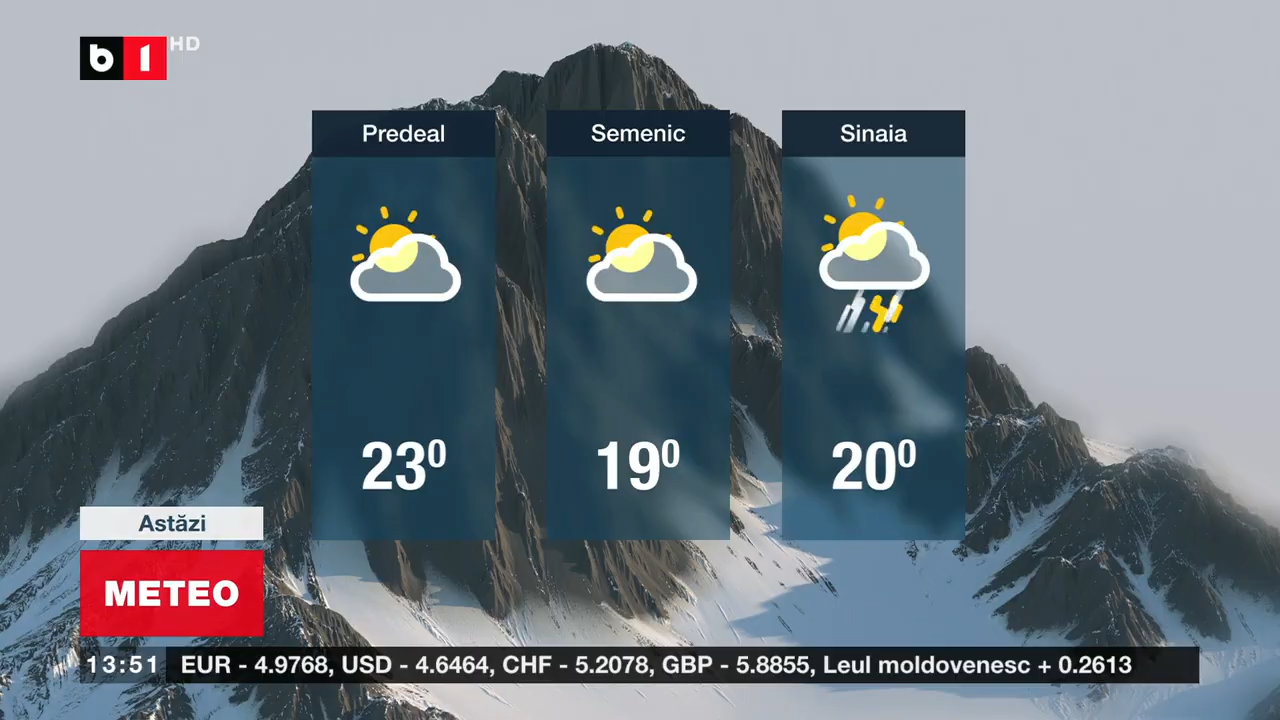 b1 HD
Predeal
Semenic
Sinaia
23⁰
19⁰
20⁰
Astăzi
METEO
13:51 EUR - 4.9768, USD - 4.6464, CHF - 5.2078, GBP - 5.8855, Leul moldovenesc + 0.2613